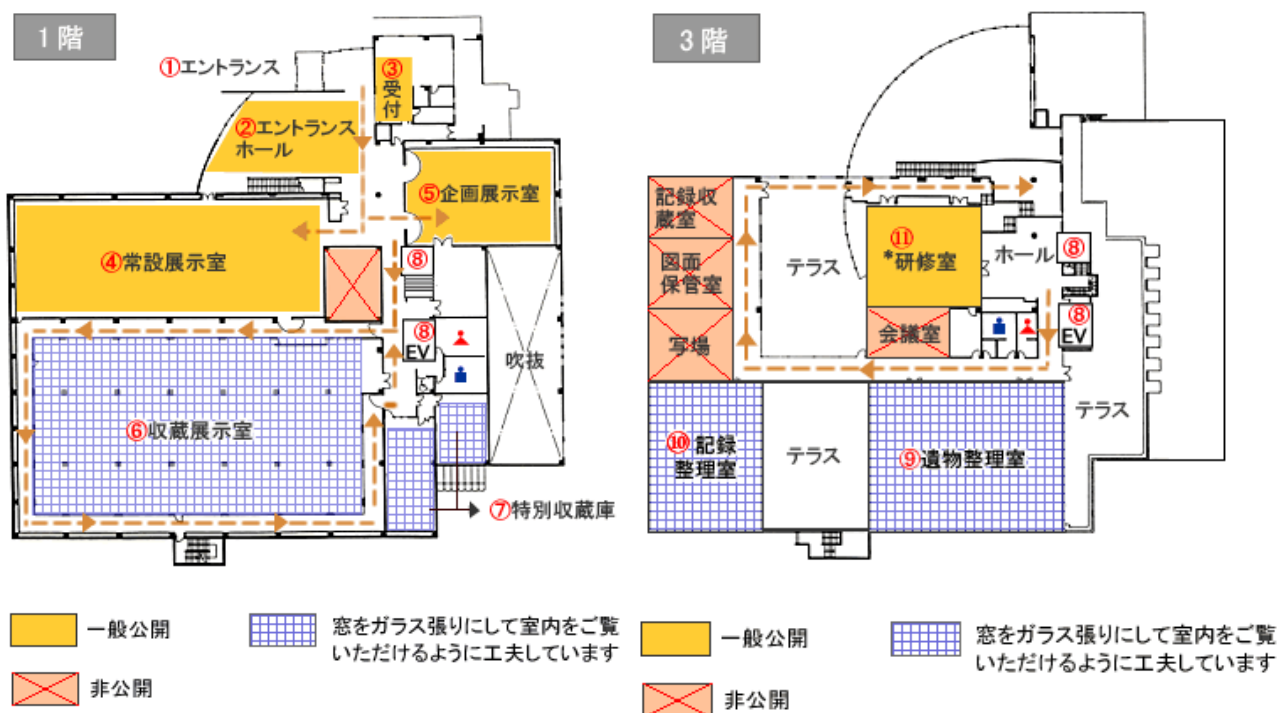 1階
①エントランス
③
受
付
②エントランス
ホール
⑤企画展示室
④常設展示室
⑧
⑧
EV
吹抜
⑥収蔵展示室
⑦特別収蔵庫
一般公開
窓をガラス張りにして室内をご覧
いただけるように工夫しています
非公開
3階
記録収
蔵室
図面
保管室
写場
テラス
⑪
*研修室
会議室
ホール
⑧
⑧
EV
テラス
⑩記録
整理室
テラス
⑨遺物整理室
一般公開
窓をガラス張りにして室内をご覧
いただけるように工夫しています
非公開